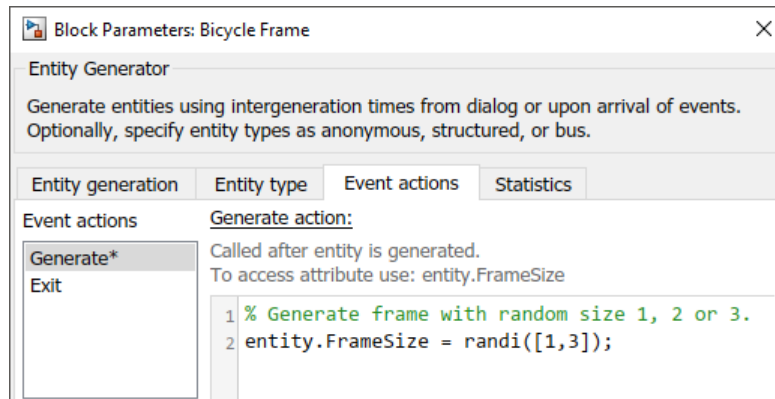 Block Parameters: Bicycle Frame
Entity Generator
Generate entities using intergeneration times from dialog or upon arrival of events.
Optionally, specify entity types as anonymous, structured, or bus.
Entity generation Entity type Event actions Statistics
Event actions
Generate*
Exit
Generate action:
Called after entity is generated.
To access attribute use: entity.FrameSize
1 % Generate frame with random size 1, 2 or 3.
2 entity.FrameSize = randi([1,3]);